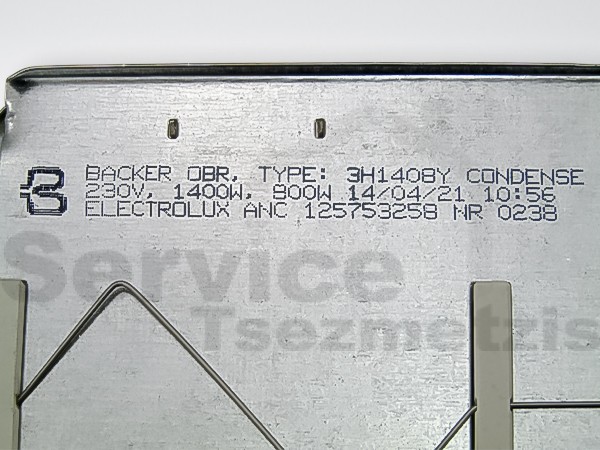 BACKER OBR, TYPE: 3H1408Y CONDENSE
230V, 1400W, 800W 14/04/21 10:56
ELECTROLUX ANC 125753258 NR 0238
Service
Tsezmetzis